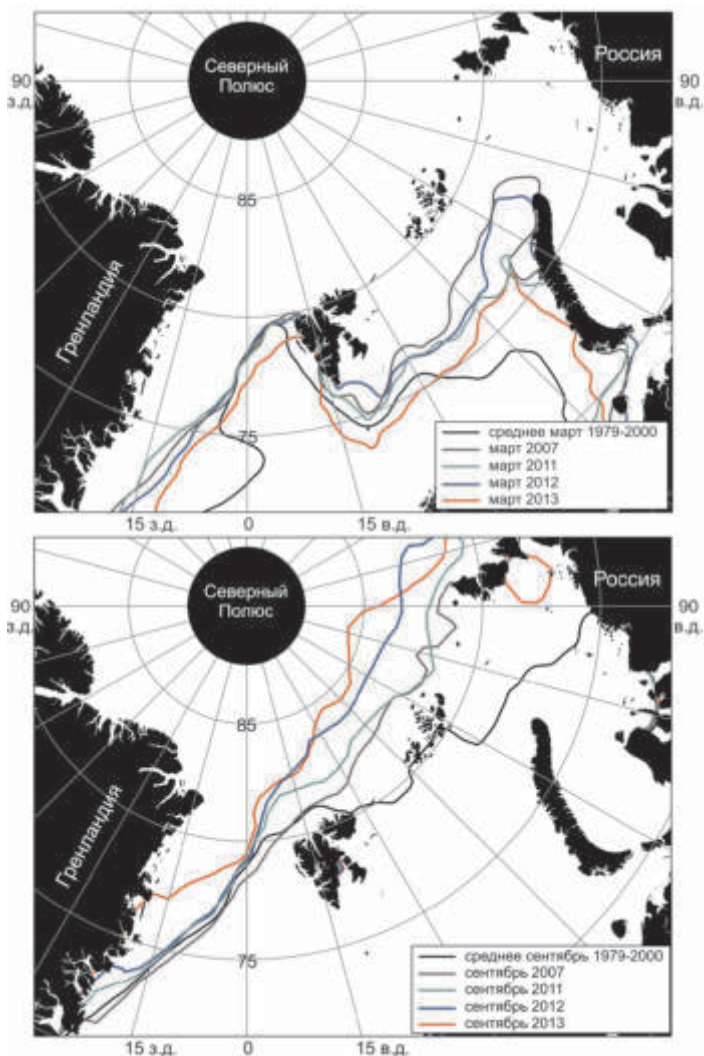 Северный
Полюс
Россия
90
з.д.
90
в.д.
85
Гренландия
75
среднее март 1979-2000
март 2007
март 2011
март 2012
март 2013
15 з.д.
0
15 в.д.
Северный
Полюс
Россия
90
з.д.
90
в.д.
85
Гренландия
75
среднее сентябрь 1979-2000
сентябрь 2007
сентябрь 2011
сентябрь 2012
сентябрь 2013
15 з.д.
0
15 в.д.